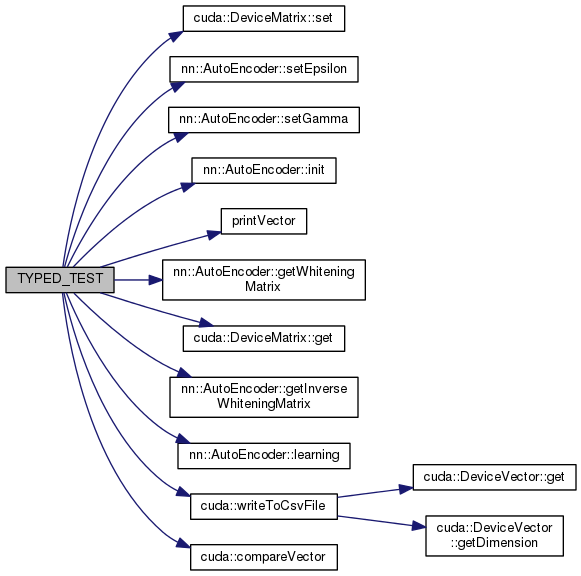 cuda::DeviceMatrix::set
nn::AutoEncoder::setEpsilon
nn::AutoEncoder::setGamma
nn::AutoEncoder::init
printVector
TYPED_TEST
nn::AutoEncoder::getWhitening
Matrix
cuda::DeviceMatrix::get
nn::AutoEncoder::getInverse
WhiteningMatrix
nn::AutoEncoder::learning
cuda::writeToCsvFile
cuda::DeviceVector::get
cuda::DeviceVector
::getDimension
cuda::compareVector